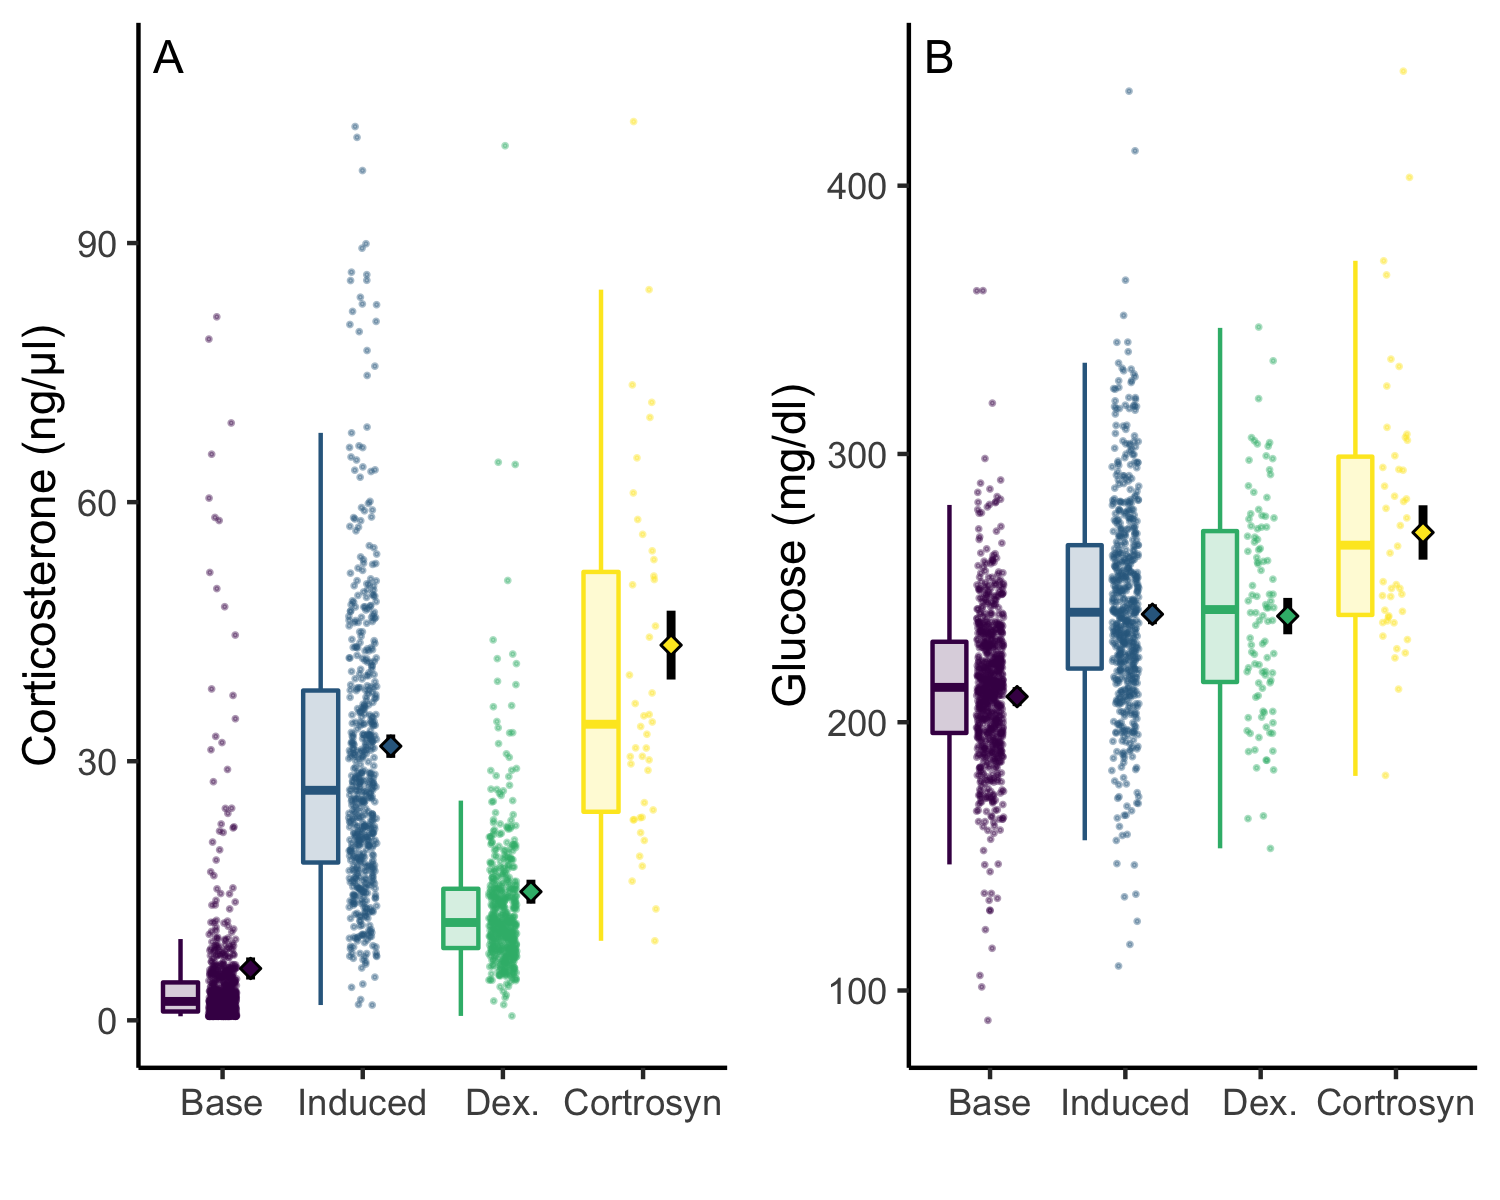 A
Corticosterone (ng/µl)
90
60
30
0
Base Induced Dex. Cortrosyn
B
Glucose (mg/dl)
400
300
200
100
Base Induced Dex. Cortrosyn